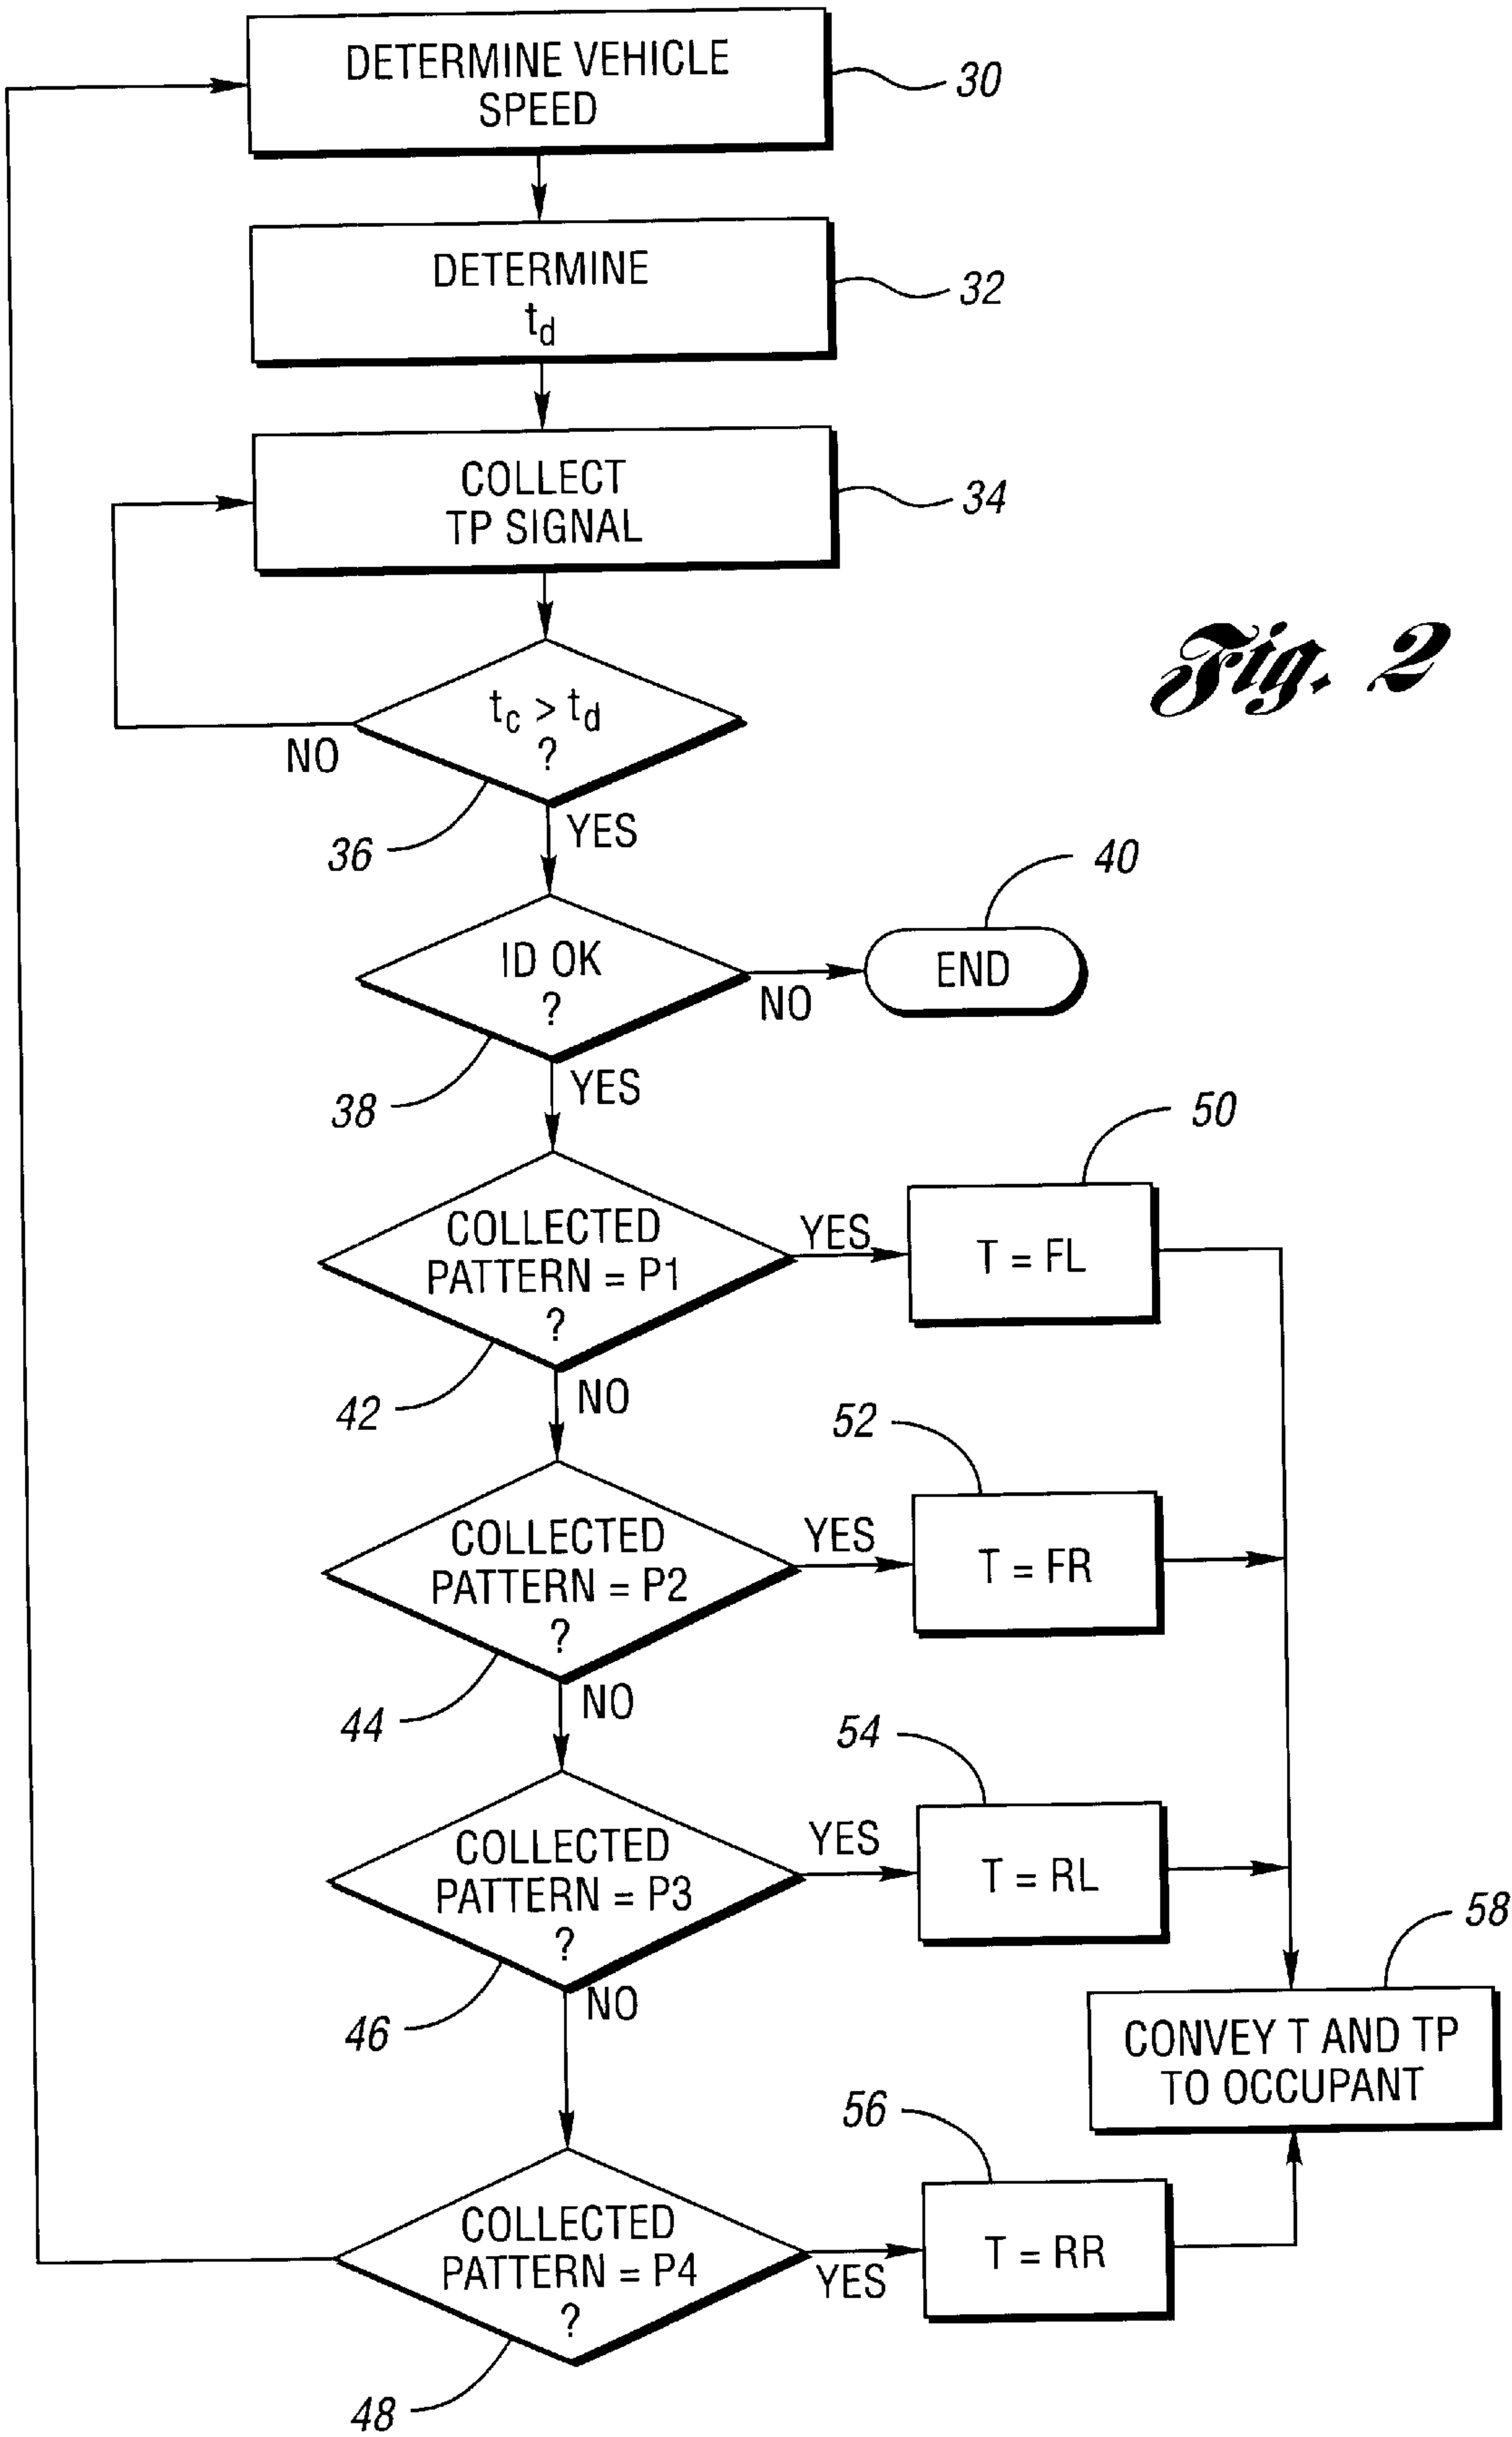 DETERMINE VEHICLE
SPEED
30
DETERMINE
td
32
COLLECT
TP SIGNAL
34
Fig. 2
tc > td
?
NO
36
YES
40
ID OK
?
NO
END
38
YES
50
COLLECTED
PATTERN = P1
?
YES
T = FL
42
NO
52
COLLECTED
PATTERN = P2
?
YES
T = FR
44
NO
54
COLLECTED
PATTERN = P3
?
YES
T = RL
46
NO
58
CONVEY T AND TP
TO OCCUPANT
56
COLLECTED
PATTERN = P4
?
YES
T = RR
48